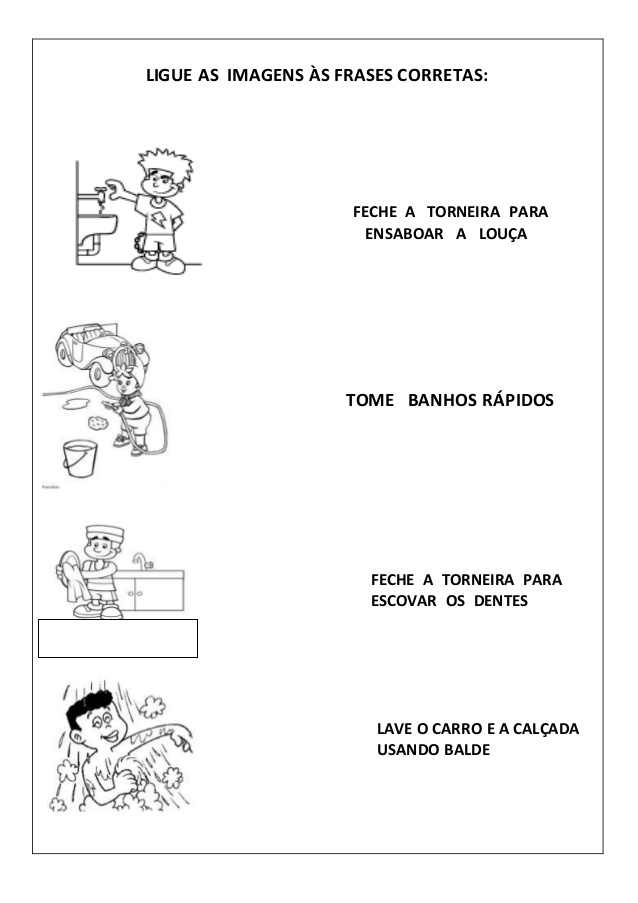 LIGUE AS IMAGENS ÀS FRASES CORRETAS:
FECHE A TORNEIRA PARA
ENSABOAR A LOUÇA
TOME BANHOS RÁPIDOS
FECHE A TORNEIRA PARA
ESCOVAR OS DENTES
LAVE O CARRO E A CALÇADA
USANDO BALDE